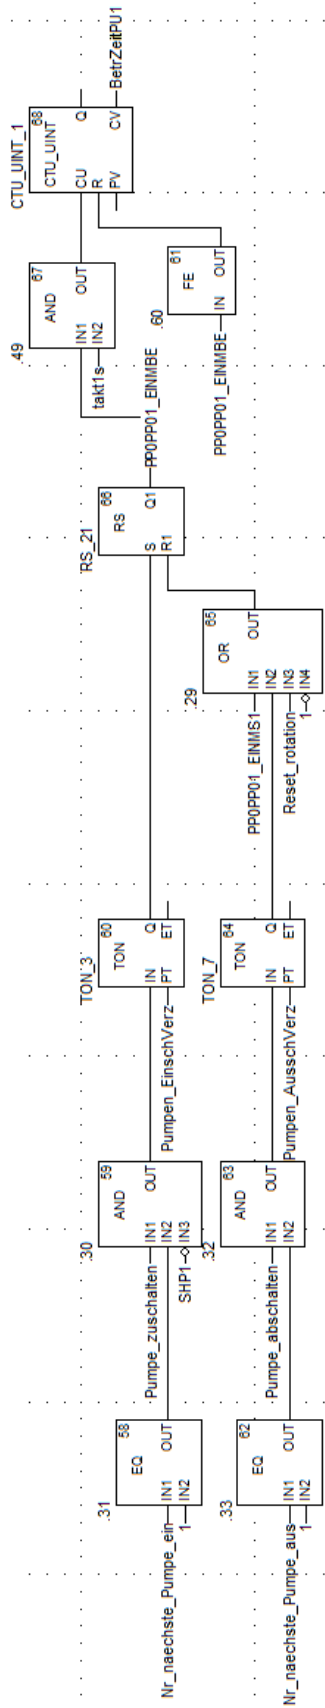 .31
58
EQ
Nr_naechste_Pumpe_ein
IN1
OUT
1
IN2
.30
59
AND
Pumpe_zuschalten
IN1
OUT
IN2
SHP1
IN3
TON_3
60
TON
IN
Q
Pumpen_EinschVerz
PT
ET
RS_21
66
RS
S
Q1
PP0PP01_EINMBE
R1
.49
67
AND
IN1
OUT
takt1s
IN2
CTU_UINT_1
68
CTU_UINT
CU
Q
R
PV
CV
BetrZeitPU1
.60
61
FE
PP0PP01_EINMBE
IN
OUT
.33
62
EQ
Nr_naechste_Pumpe_aus
IN1
OUT
1
IN2
.32
63
AND
Pumpe_abschalten
IN1
OUT
IN2
TON_7
64
TON
IN
Q
Pumpen_AusschVerz
PT
ET
.29
65
OR
PP0PP01_EINMS1
IN1
OUT
IN2
Reset_rotation
IN3
1
IN4